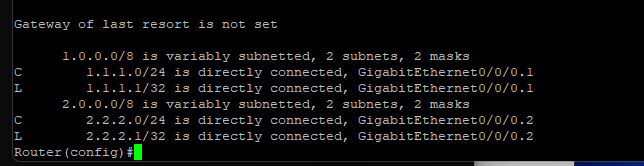 Gateway of last resort is not set
1.0.0.0/8 is variably subnetted, 2 subnets, 2 masks
C 1.1.1.0/24 is directly connected, GigabitEthernet0/0/0.1
L 1.1.1.1/32 is directly connected, GigabitEthernet0/0/0.1
2.0.0.0/8 is variably subnetted, 2 subnets, 2 masks
C 2.2.2.0/24 is directly connected, GigabitEthernet0/0/0.2
L 2.2.2.1/32 is directly connected, GigabitEthernet0/0/0.2
Router(config)#